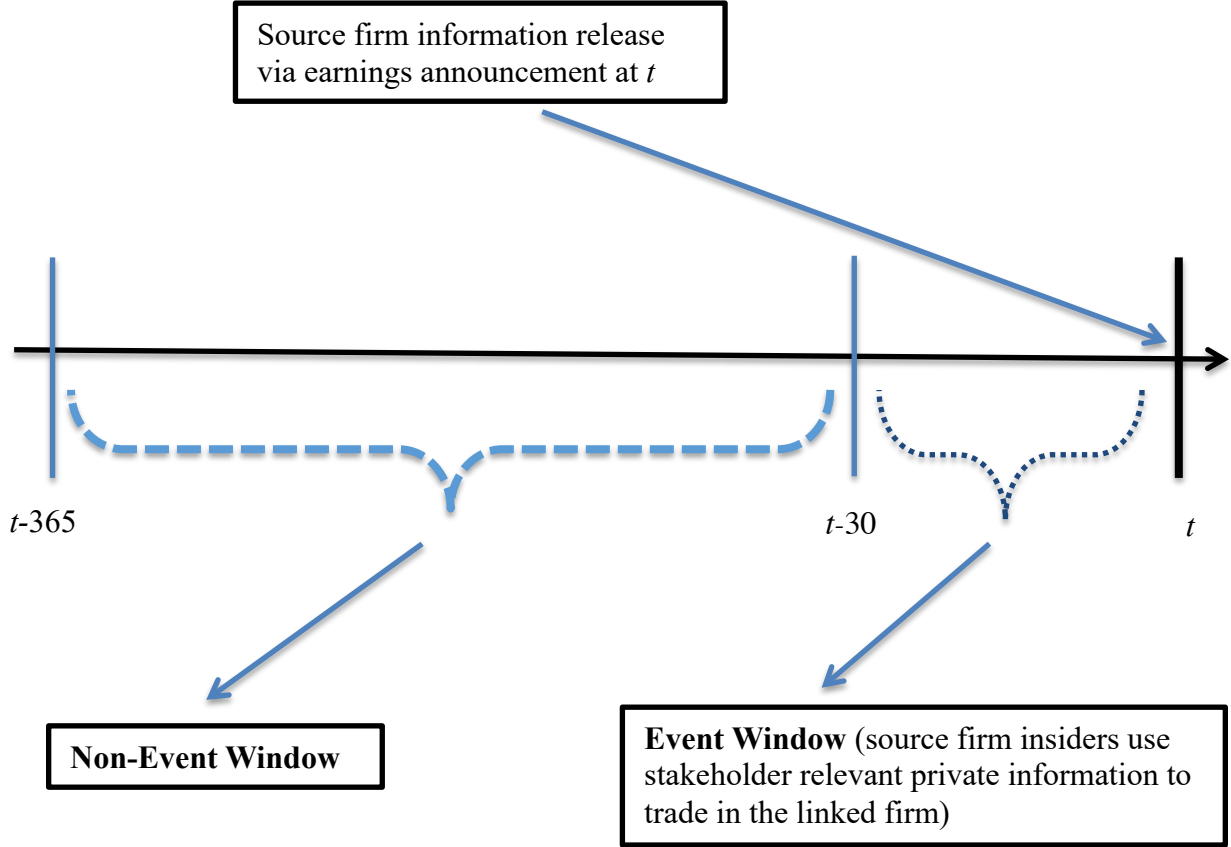 Source firm information release
via earnings announcement at t
t-365
t-30
t
Non-Event Window
Event Window (source firm insiders use
stakeholder relevant private information to
trade in the linked firm)